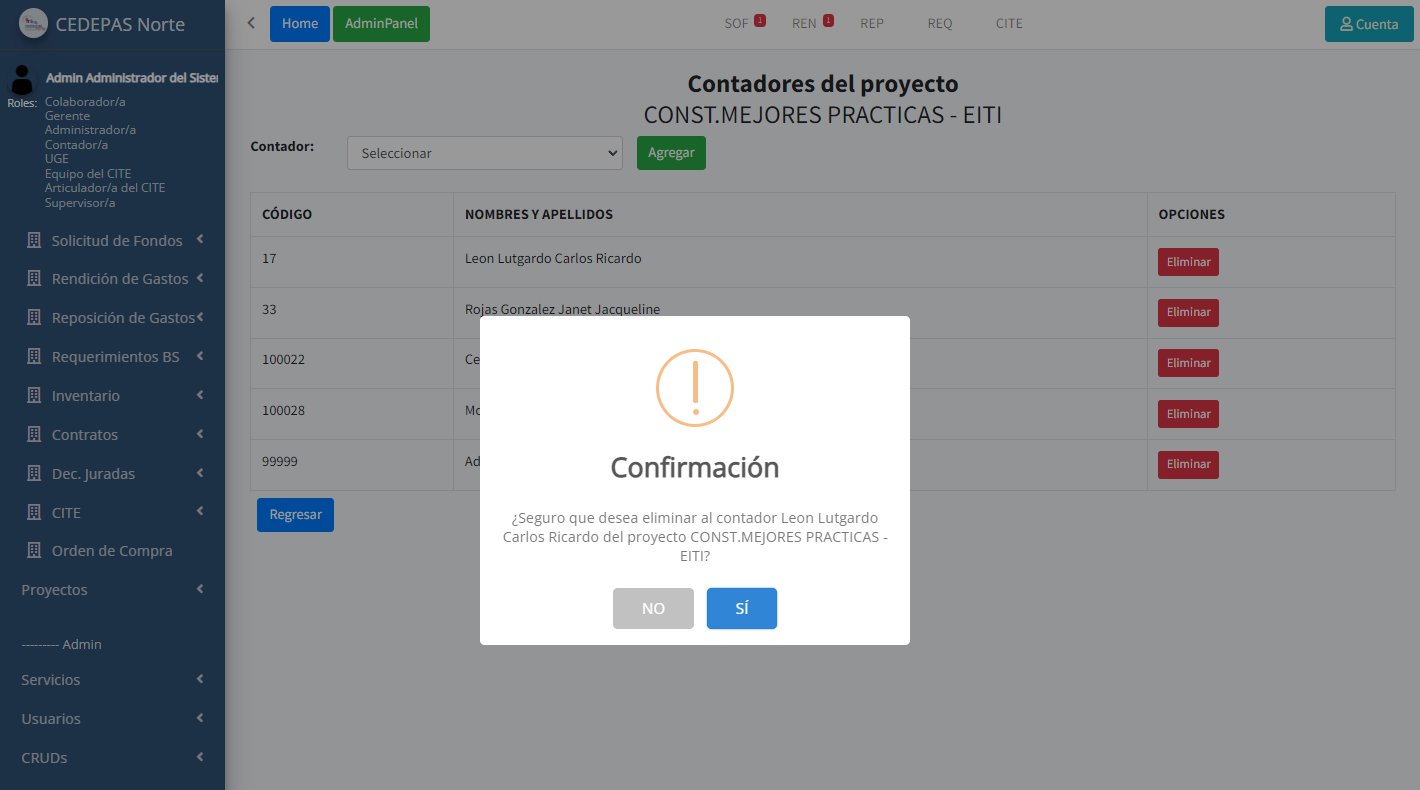 CEDEPAS Norte
Home
AdminPanel
SOF 1
REN 1
REP
REQ
CITE
Cuenta
Admin Administrador del Sister
Roles:
Colaborador/a
Gerente
Administrador/a
Contador/a
UGE
Equipo del CITE
Articulador/a del CITE
Supervisor/a
Solicitud de Fondos
Rendición de Gastos
Reposición de Gastos
Requerimientos BS
Inventario
Contratos
Dec. Juradas
CITE
Orden de Compra
Proyectos
--------- Admin
Servicios
Usuarios
CRUDs
Contadores del proyecto
CONST.MEJORES PRACTICAS - EITI
Contador:
Seleccionar
Agregar
CÓDIGO NOMBRES Y APELLIDOS OPCIONES
17 Leon Lutgardo Carlos Ricardo Eliminar
33 Rojas Gonzalez Janet Jacqueline Eliminar
100022 Ce Eliminar
100028 Eliminar
99999 Ad Eliminar
Regresar
Confirmación
¿Seguro que desea eliminar al contador Leon Lutgardo
Carlos Ricardo del proyecto CONST.MEJORES PRACTICAS -
EITI?
NO
SÍ